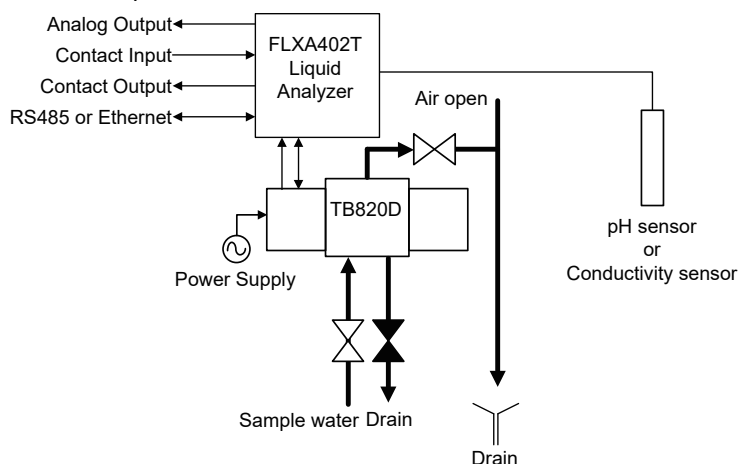 Analog Output
Contact Input
Contact Output
RS485 or Ethernet
FLXA402T
Liquid
Analyzer
Air open
TB820D
pH sensor
or
Conductivity sensor
Power Supply
Sample water
Drain
Drain